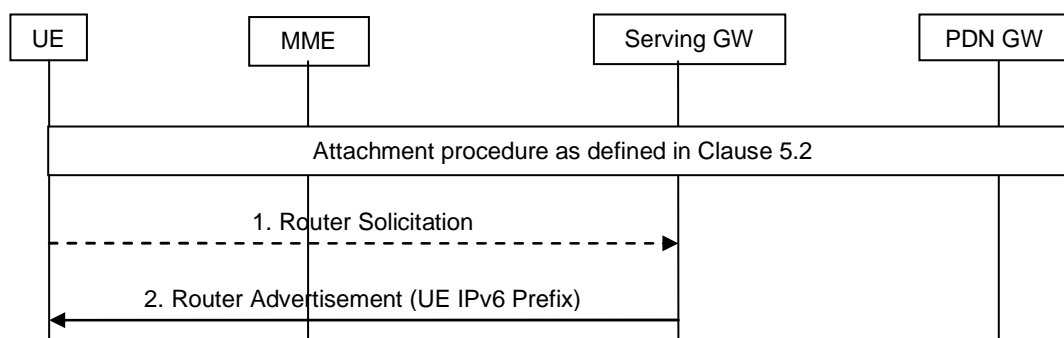 UE
MME
Serving GW
PDN GW
Attachment procedure as defined in Clause 5.2
1. Router Solicitation
2. Router Advertisement (UE IPv6 Prefix)